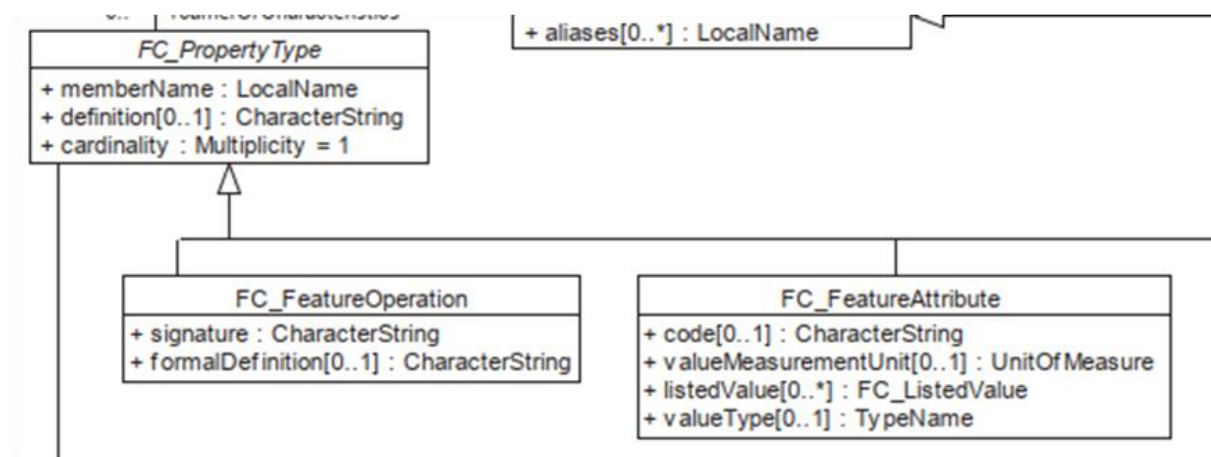 0..*
FC_PropertyType
+ memberName : LocalName
+ definition[0..1] : CharacterString
+ cardinality : Multiplicity = 1
+ aliases[0..*] : LocalName
FC_FeatureOperation
+ signature : CharacterString
+ formalDefinition[0..1] : CharacterString
FC_FeatureAttribute
+ code[0..1] : CharacterString
+ valueMeasurementUnit[0..1] : UnitOfMeasure
+ listedValue[0..*] : FC_ListedValue
+ valueType[0..1] : TypeName